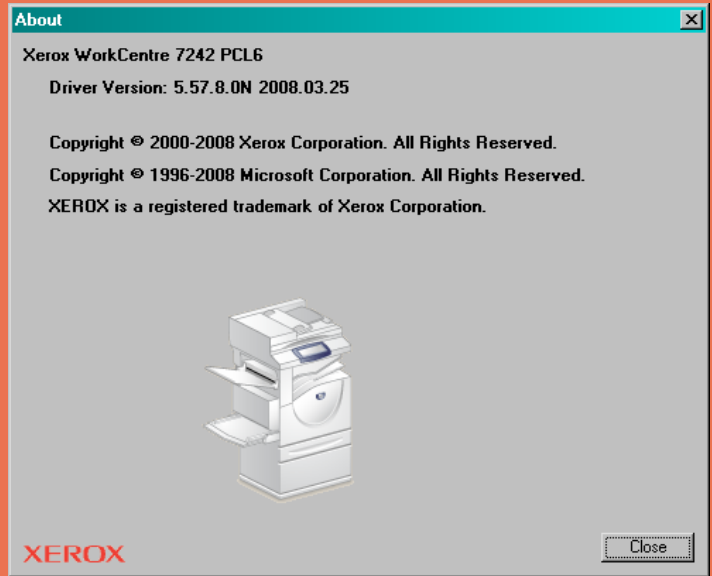 About
Xerox WorkCentre 7242 PCL6
Driver Version: 5.57.8.0N 2008.03.25
Copyright © 2000-2008 Xerox Corporation. All Rights Reserved.
Copyright © 1996-2008 Microsoft Corporation. All Rights Reserved.
XEROX is a registered trademark of Xerox Corporation.
XEROX
Close